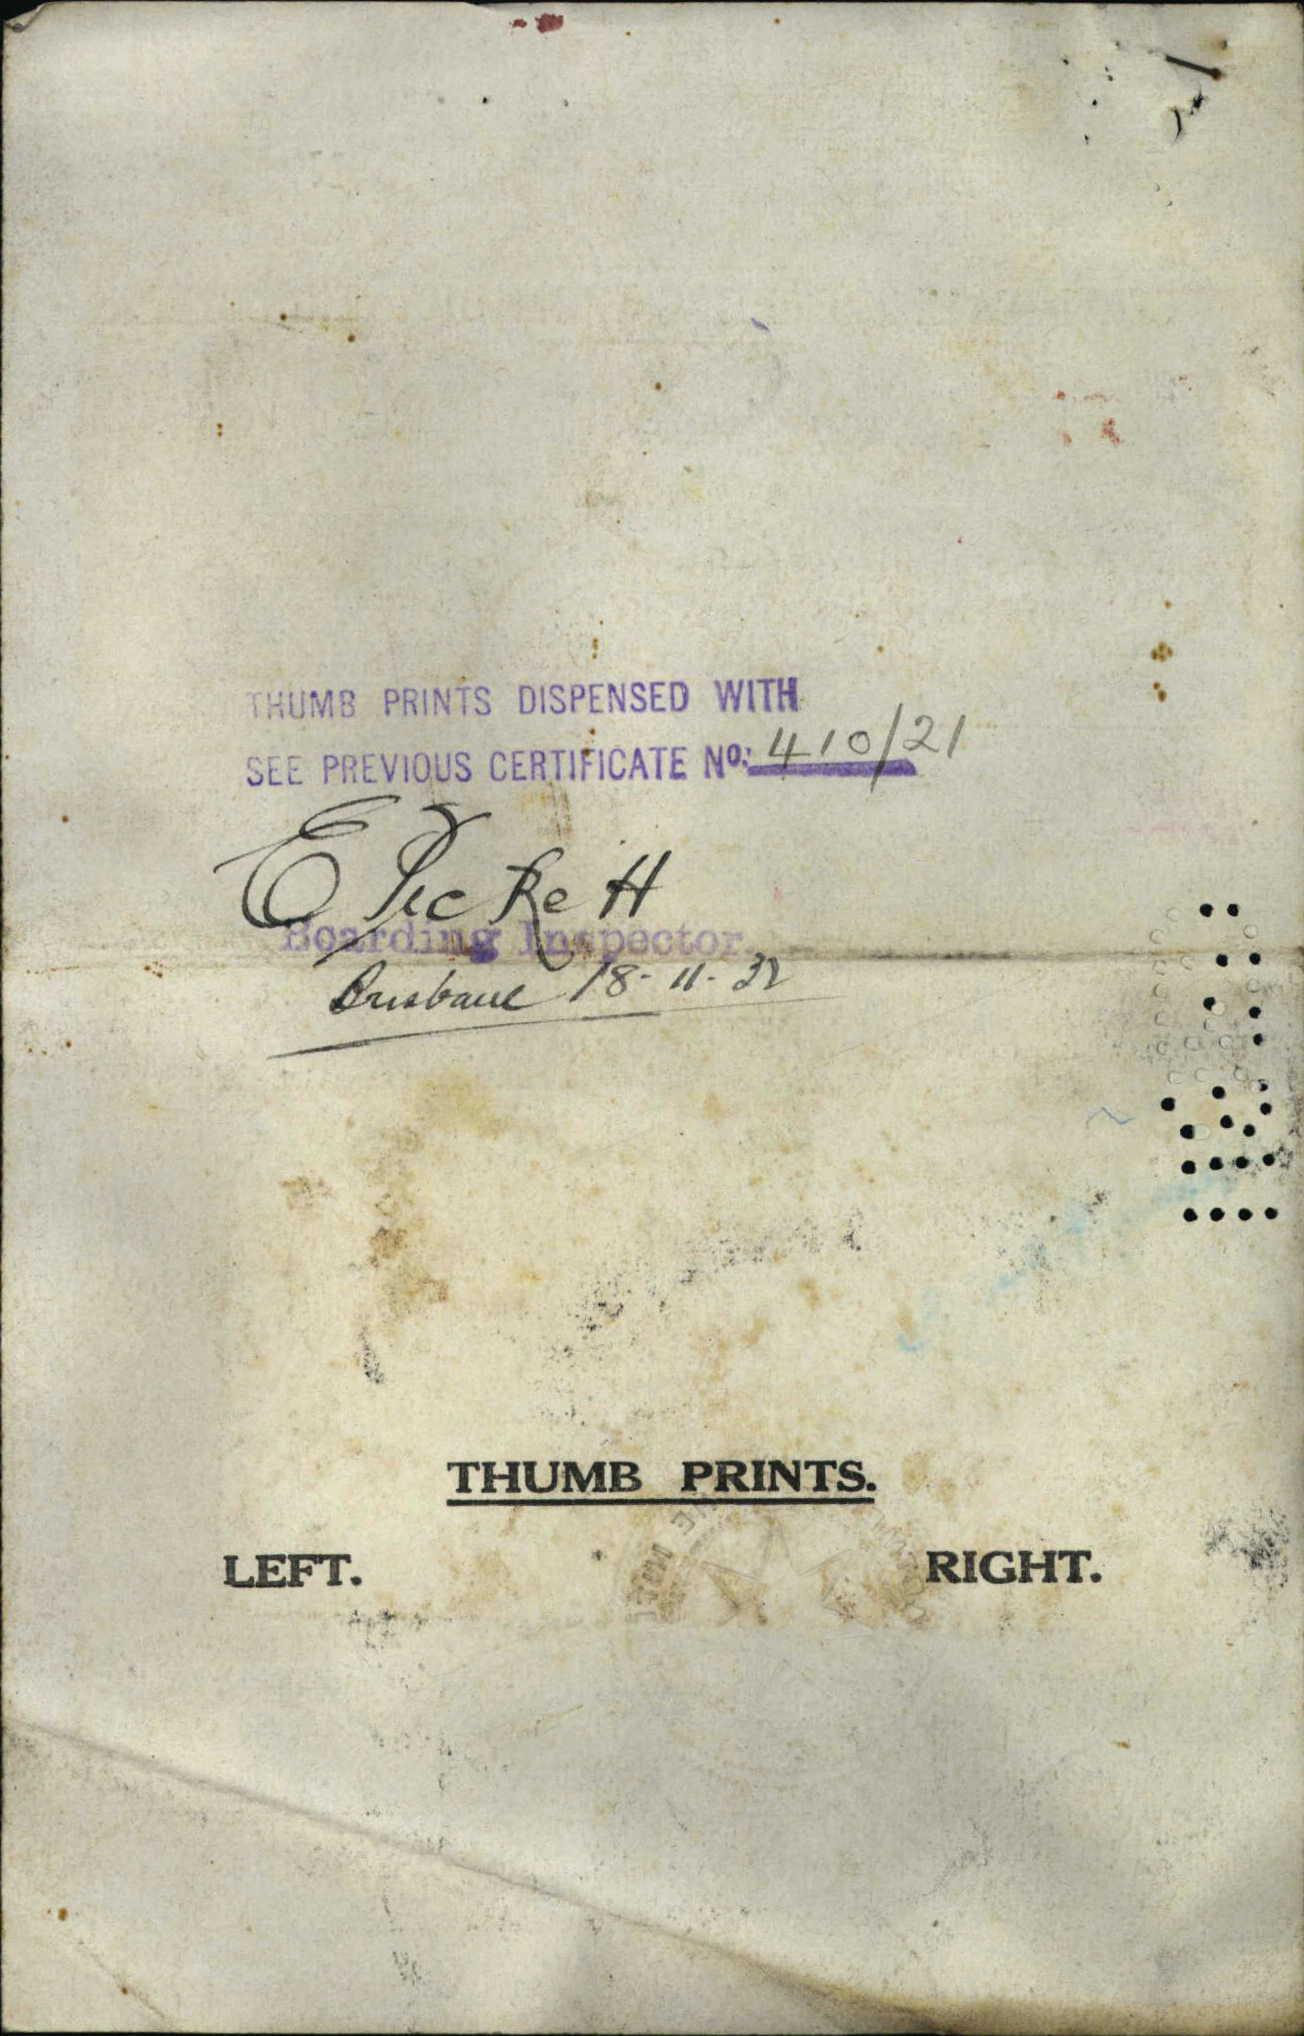 THUMB PRINTS DISPENSED WITH
SEE PREVIOUS CERTIFICATE No: 410/21
E Pickett
Boarding Inspector
Brisbane 18-11-32
THUMB PRINTS.
LEFT.
RIGHT.